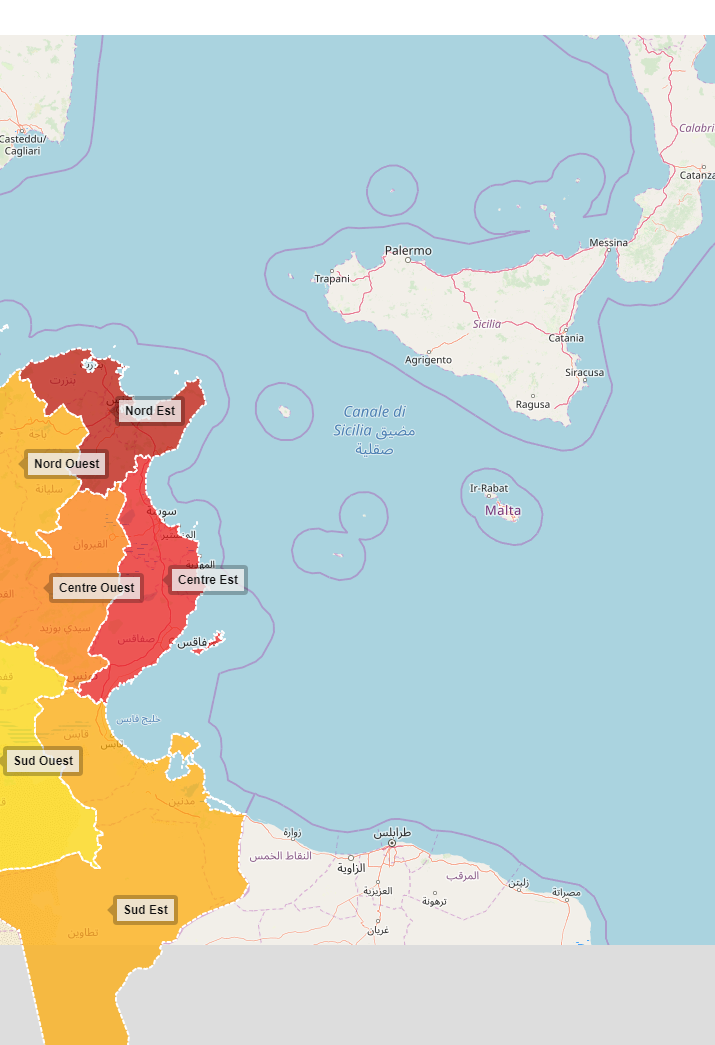 Casteddu/
Cagliari
Calabri
Catanza
Messina
Palermo
Trapani
Sicilia
Catania
Agrigento
Siracusa
Ragusa
بنزرت
Nord Est
Canale di
Sicilia مضيق
صقلية
باجة
Nord Ouest
سليانة
Ir-Rabat
Malta
سوسة
المنستير
القيروان
المهدية
Centre Ouest
Centre Est
سيدي بوزيد
صفاقس
خليج قابس
قابس
قابس
Sud Ouest
مدنين
زوارة
طرابلس
النقاط الخمس
الزاوية
المرقب
زليتن
العزيزية
مصراتة
ترهونة
Sud Est
غريان
تطاوين